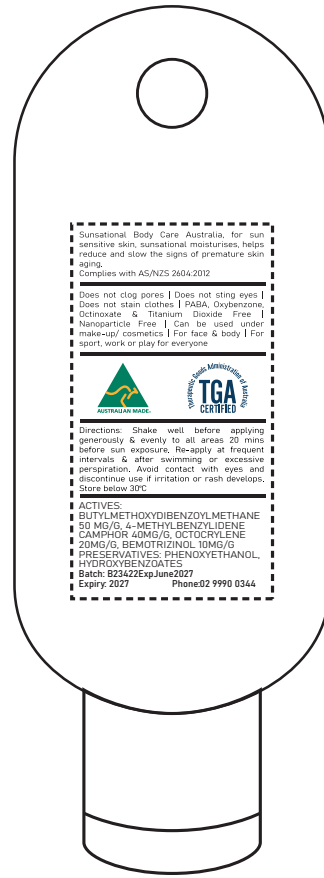 Sunsational Body Care Australia, for sun
sensitive skin, sunsational moisturises, helps
reduce and slow the signs of premature skin
aging.
Complies with AS/NZS 2604:2012
Does not clog pores | Does not sting eyes |
Does not stain clothes | PABA, Oxybenzone,
Octinoxate & Titanium Dioxide Free |
Nanoparticle Free | Can be used under
make-up/ cosmetics | For face & body | For
sport, work or play for everyone
AUSTRALIAN MADE
Therapeutic Goods Administration of Australia
TGA
CERTIFIED
Directions: Shake well before applying
generously & evenly to all areas 20 mins
before sun exposure. Re-apply at frequent
intervals & after swimming or excessive
perspiration. Avoid contact with eyes and
discontinue use if irritation or rash develops.
Store below 30°C
ACTIVES:
BUTYLMETHOXYDIBENZOYLMETHANE
50 MG/G, 4-METHYLBENZYLIDENE
CAMPHOR 40MG/G, OCTOCRYLENE
20MG/G, BEMOTRIZINOL 10MG/G
PRESERVATIVES: PHENOXYETHANOL,
HYDROXYBENZOATES
Batch: B23422ExpJune2027
Expiry: 2027 Phone:02 9990 0344